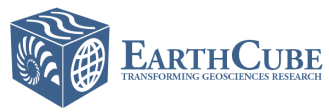 EARTHCUBE
TRANSFORMING GEOSCIENCES RESEARCH